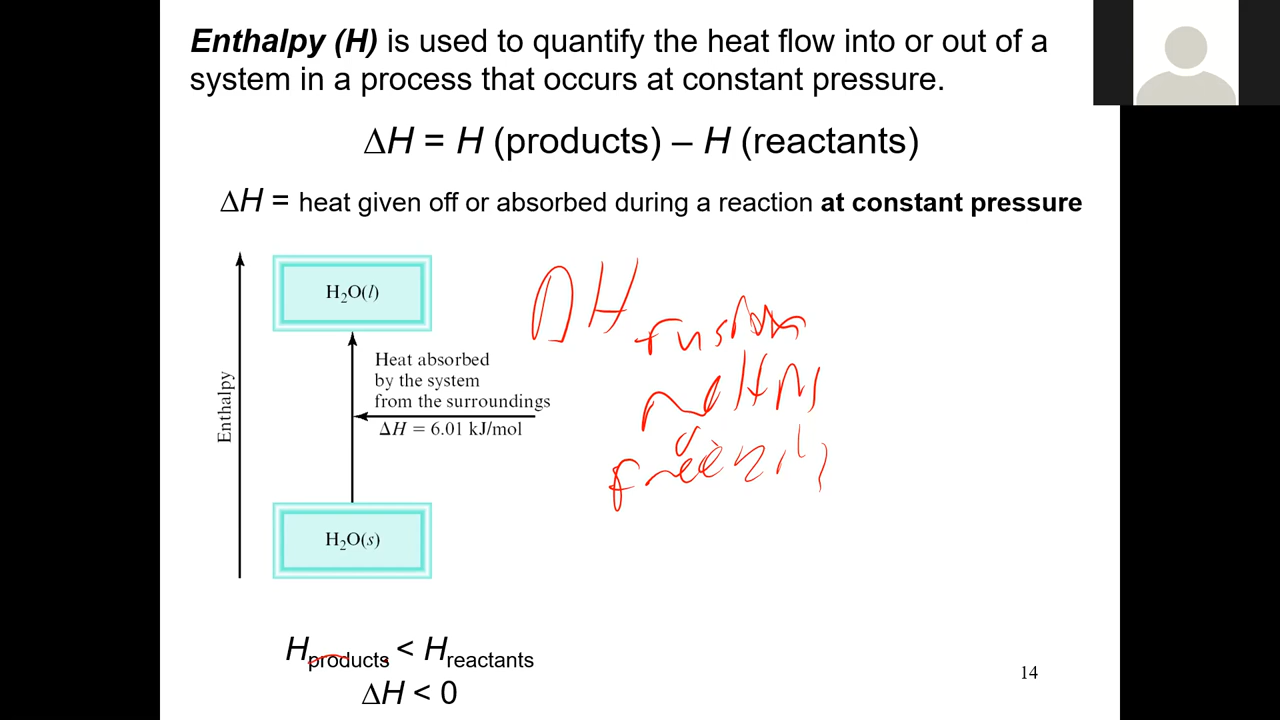 Enthalpy (H) is used to quantify the heat flow into or out of a
system in a process that occurs at constant pressure.
ΔH = H (products) – H (reactants)
ΔH = heat given off or absorbed during a reaction at constant pressure
H₂O(l)
ΔH fusion
Heat absorbed
by the system
from the surroundings
ΔH = 6.01 kJ/mol
melting
freezing
Enthalpy
H₂O(s)
Hproducts < Hreactants
ΔH < 0
14